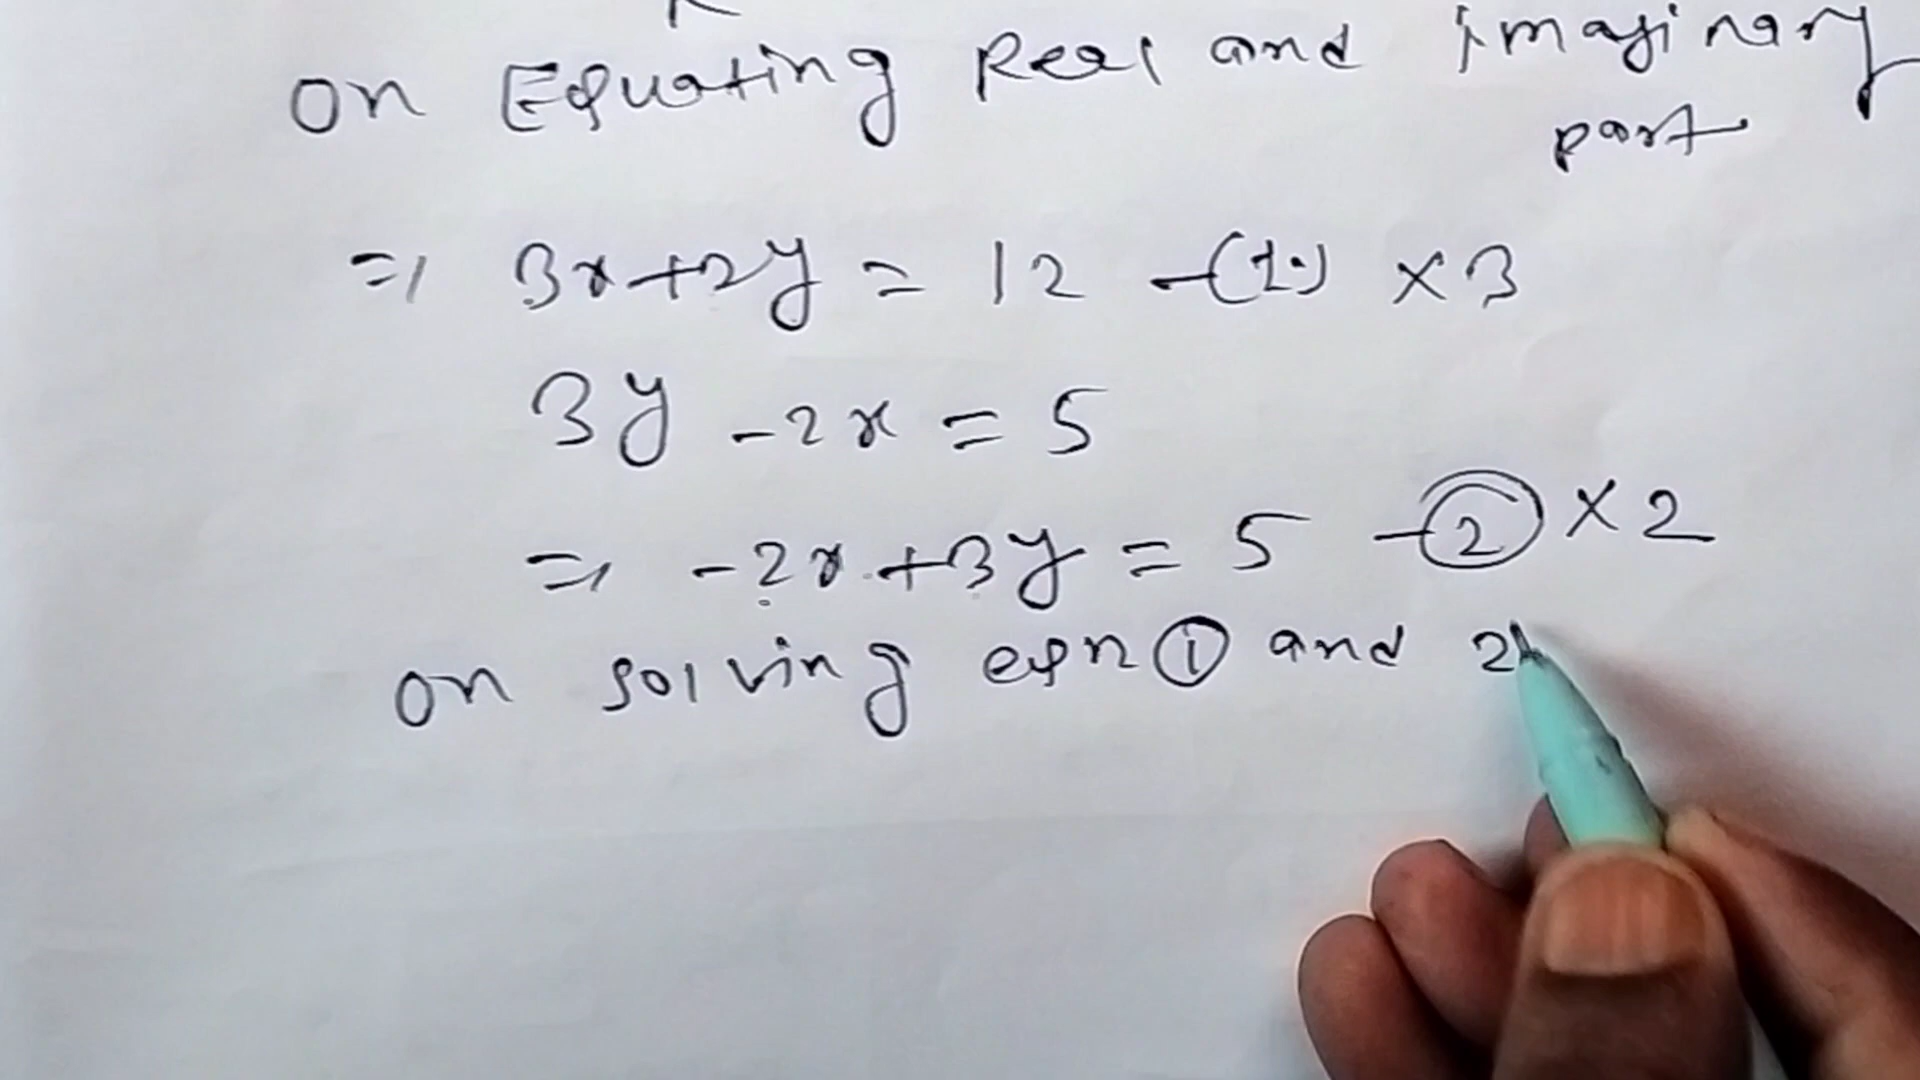 on Equating Real and imaginary
part
=> 3x+2y = 12 -(1.) ×3
3y -2x = 5
=> -2x+3y = 5 -② ×2
on solving eqn ① and 2